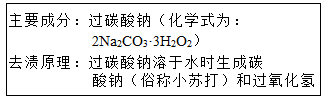 主要成分：过碳酸钠（化学式为：
2Na₂CO₃·3H₂O₂）
去渍原理：过碳酸钠溶于水时生成碳
酸钠（俗称小苏打）和过氧化氢